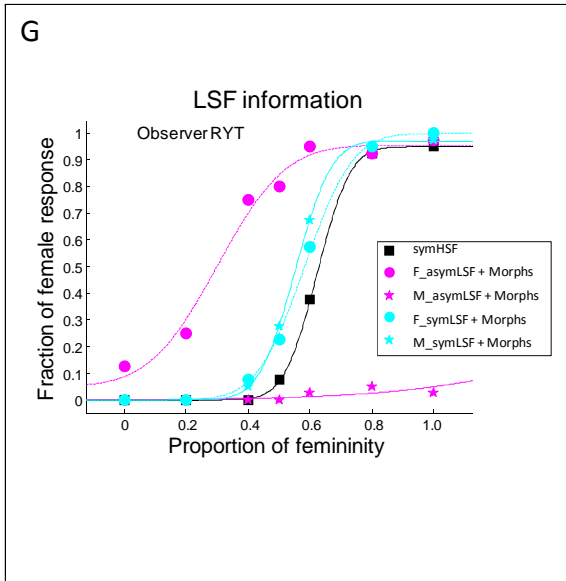 G
LSF information
Observer RYT
Fraction of female response
1
0.9
0.8
0.7
0.6
0.5
0.4
0.3
0.2
0.1
0
symHSF
F_asymLSF + Morphs
M_asymLSF + Morphs
F_symLSF + Morphs
M_symLSF + Morphs
0 0.2 0.4 0.6 0.8 1.0
Proportion of femininity